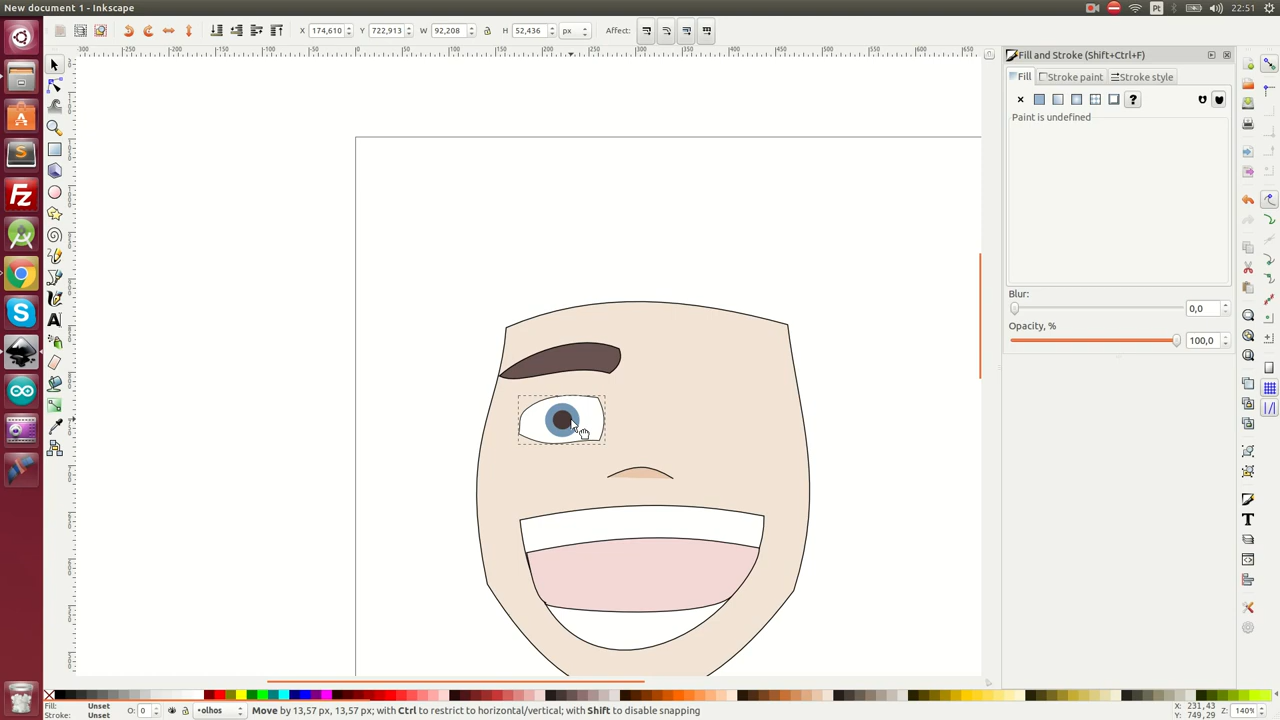 New document 1 - Inkscape
Pt
22:51
X 174,610 Y 722,913 W 92,208 H 52,436 px Affect:
Fill and Stroke (Shift+Ctrl+F)
Fill Stroke paint Stroke style
?
Paint is undefined
Blur:
0,0
Opacity, %
100,0
Fill: Unset
Stroke: Unset
O: 0
•olhos
Move by 13,57 px, 13,57 px; with Ctrl to restrict to horizontal/vertical; with Shift to disable snapping
X: 231,43
Y: 749,29
Z: 140%